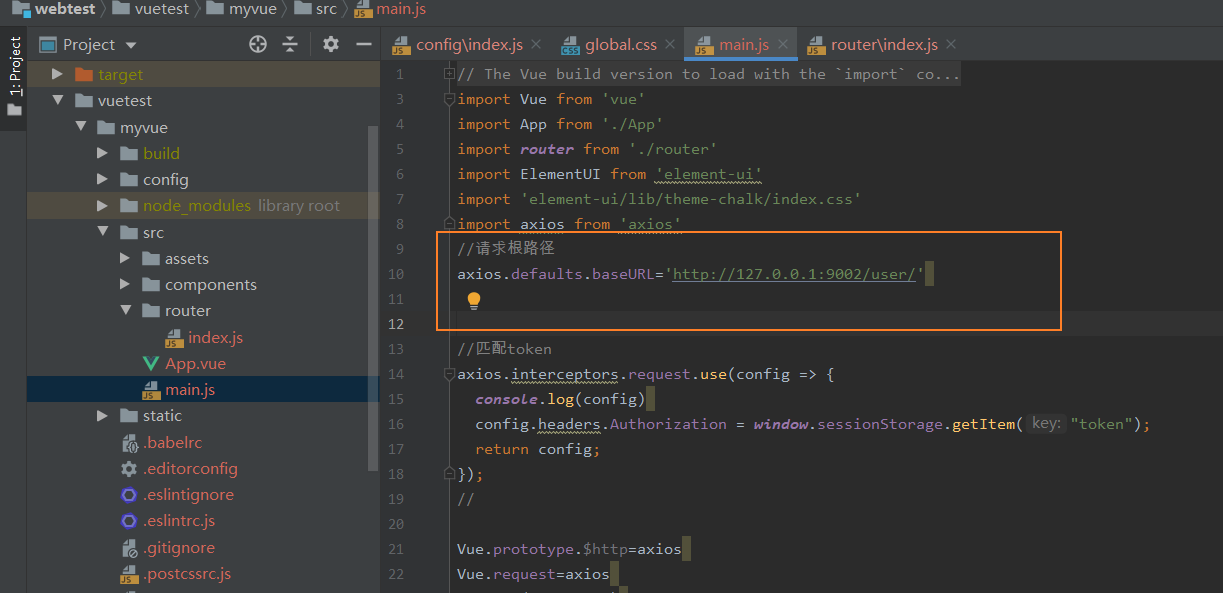 webtest vuetest myvue src main.js
1: Project
Project
config\index.js global.css main.js router\index.js
target
vuetest
myvue
build
config
node_modules library root
src
assets
components
router
index.js
App.vue
main.js
static
.babelrc
.editorconfig
.eslintignore
.eslintrc.js
.gitignore
.postcssrc.js
1 // The Vue build version to load with the `import` co...
3 import Vue from 'vue'
4 import App from './App'
5 import router from './router'
6 import ElementUI from 'element-ui'
7 import 'element-ui/lib/theme-chalk/index.css'
8 import axios from 'axios'
9 //请求根路径
10 axios.defaults.baseURL='http://127.0.0.1:9002/user/'
11
12
13 //匹配token
14 axios.interceptors.request.use(config => {
15 console.log(config)
16 config.headers.Authorization = window.sessionStorage.getItem( key: "token");
17 return config;
18 });
19 //
20
21 Vue.prototype.$http=axios
22 Vue.request=axios